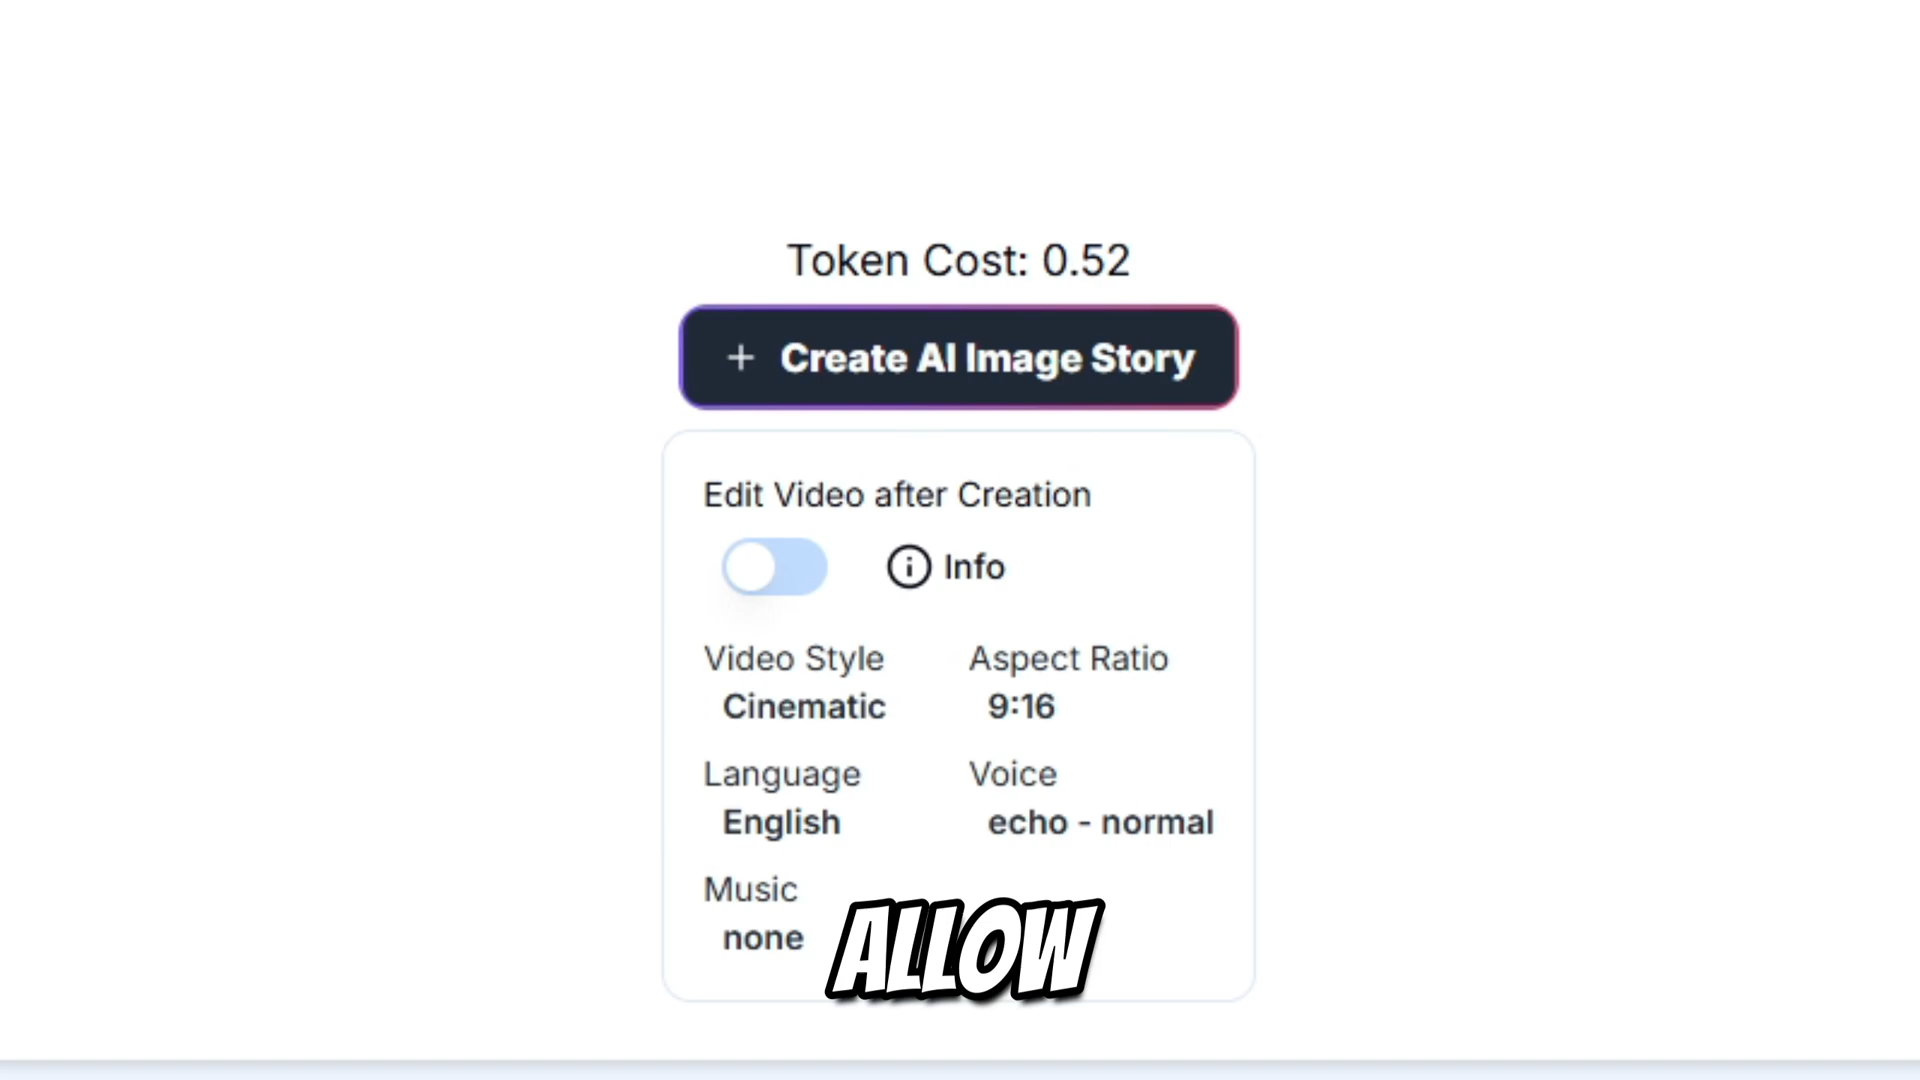 Token Cost: 0.52
+ Create AI Image Story
Edit Video after Creation
Info
Video Style Aspect Ratio
Cinematic 9:16
Language Voice
English echo - normal
Music
none
ALLOW